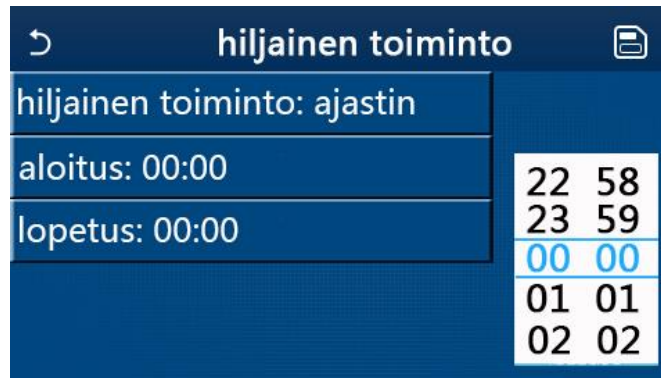 hiljainen toiminto
hiljainen toiminto: ajastin
aloitus: 00:00
lopetus: 00:00
22 58
23 59
00 00
01 01
02 02